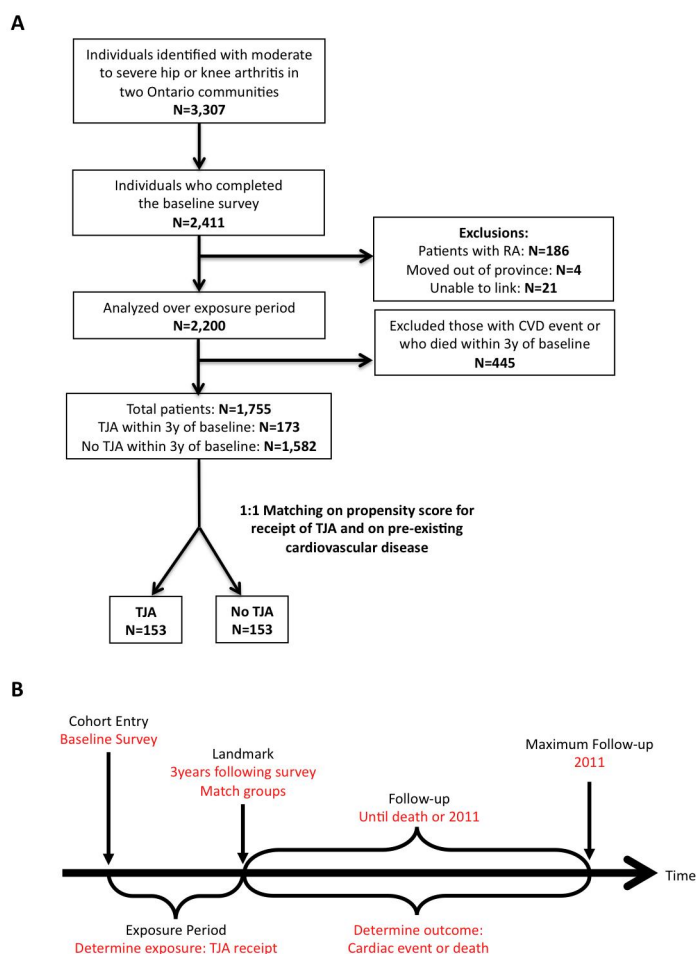 A
Individuals identified with moderate
to severe hip or knee arthritis in
two Ontario communities
N=3,307
Individuals who completed
the baseline survey
N=2,411
Exclusions:
Patients with RA: N=186
Moved out of province: N=4
Unable to link: N=21
Analyzed over exposure period
N=2,200
Excluded those with CVD event or
who died within 3y of baseline
N=445
Total patients: N=1,755
TJA within 3y of baseline: N=173
No TJA within 3y of baseline: N=1,582
1:1 Matching on propensity score for
receipt of TJA and on pre-existing
cardiovascular disease
TJA
N=153
No TJA
N=153
B
Cohort Entry
Baseline Survey
Landmark
3years following survey
Match groups
Maximum Follow-up
2011
Follow-up
Until death or 2011
Time
Exposure Period
Determine exposure: TJA receipt
Determine outcome:
Cardiac event or death